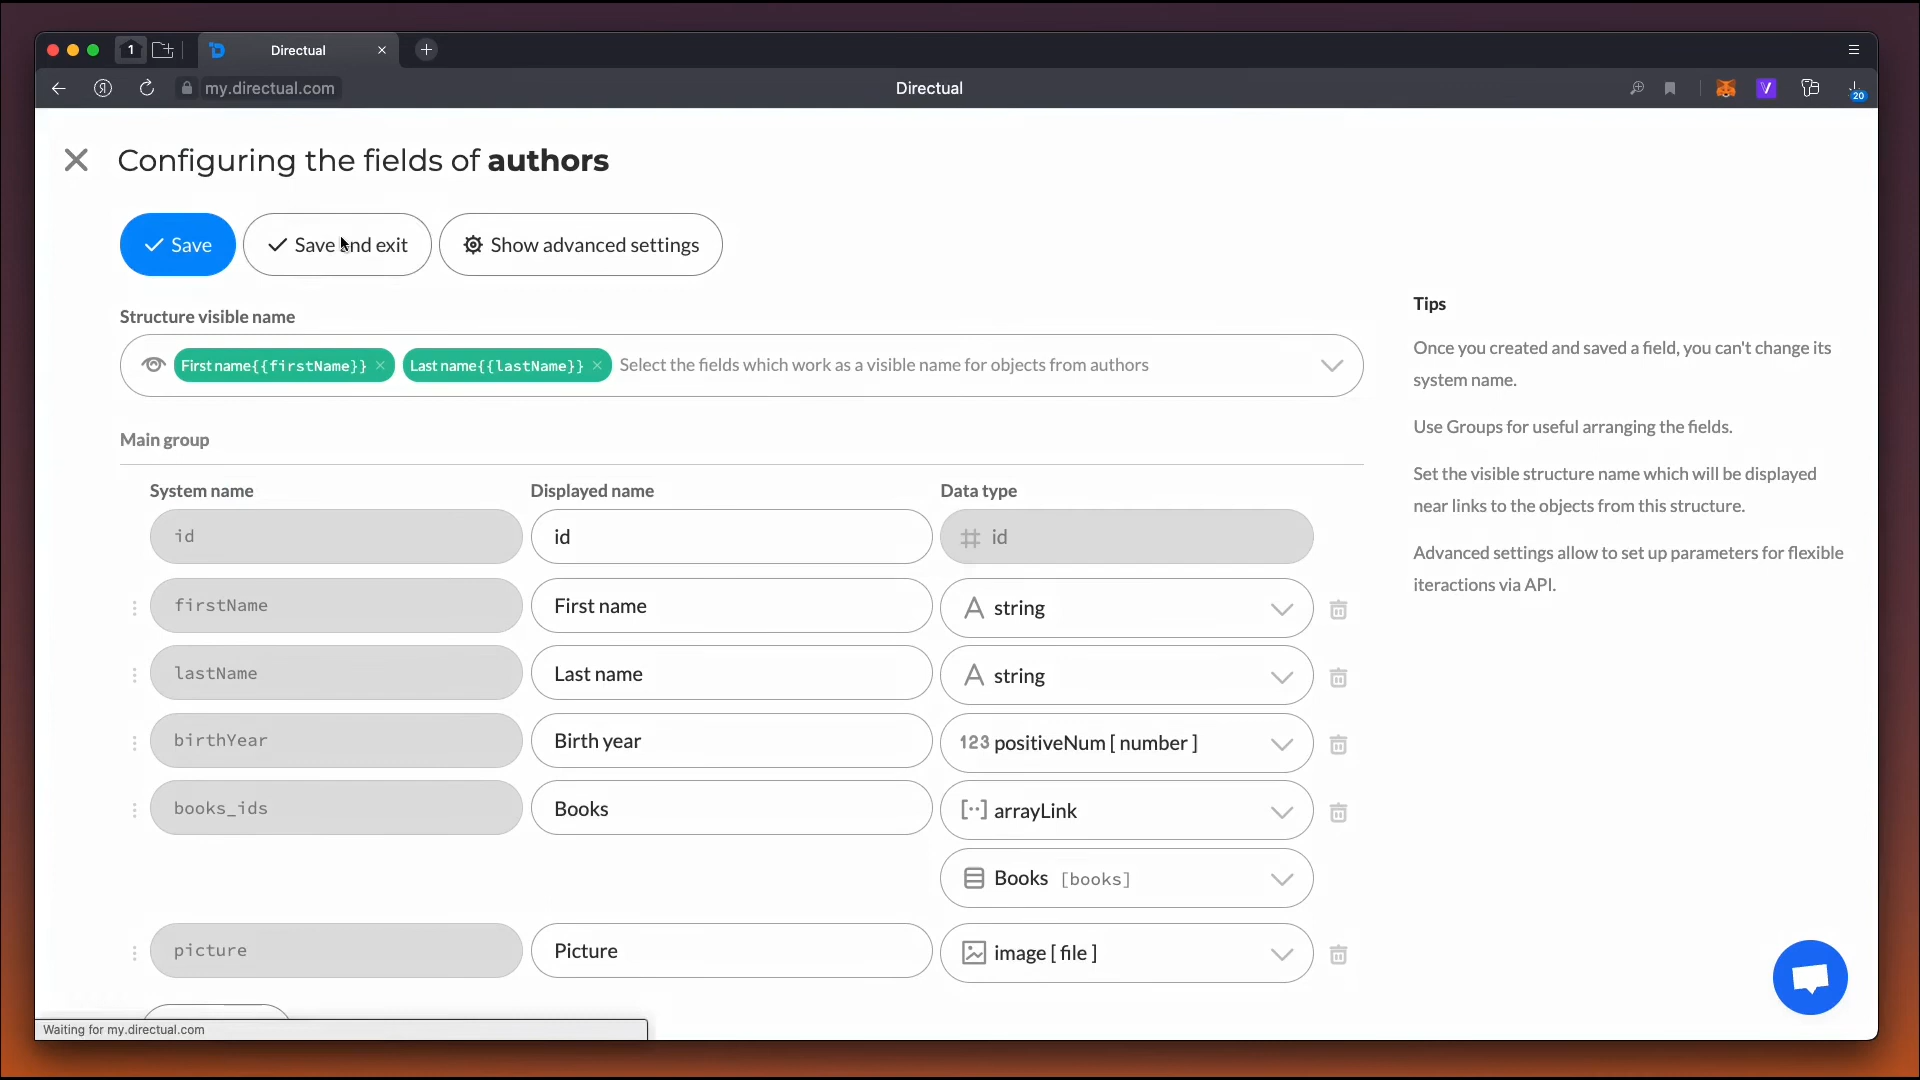 1
Directual
my.directual.com
Directual
20
Configuring the fields of authors
Save
Save and exit
Show advanced settings
Structure visible name
First name{{firstName}}
Last name{{lastName}}
Select the fields which work as a visible name for objects from authors
Main group
System name
Displayed name
Data type
id
id
id
firstName
First name
string
lastName
Last name
string
birthYear
Birth year
123 positiveNum [ number ]
books_ids
Books
arrayLink
Books [books]
picture
Picture
image [ file ]
Tips
Once you created and saved a field, you can't change its
system name.
Use Groups for useful arranging the fields.
Set the visible structure name which will be displayed
near links to the objects from this structure.
Advanced settings allow to set up parameters for flexible
iteractions via API.
Waiting for my.directual.com